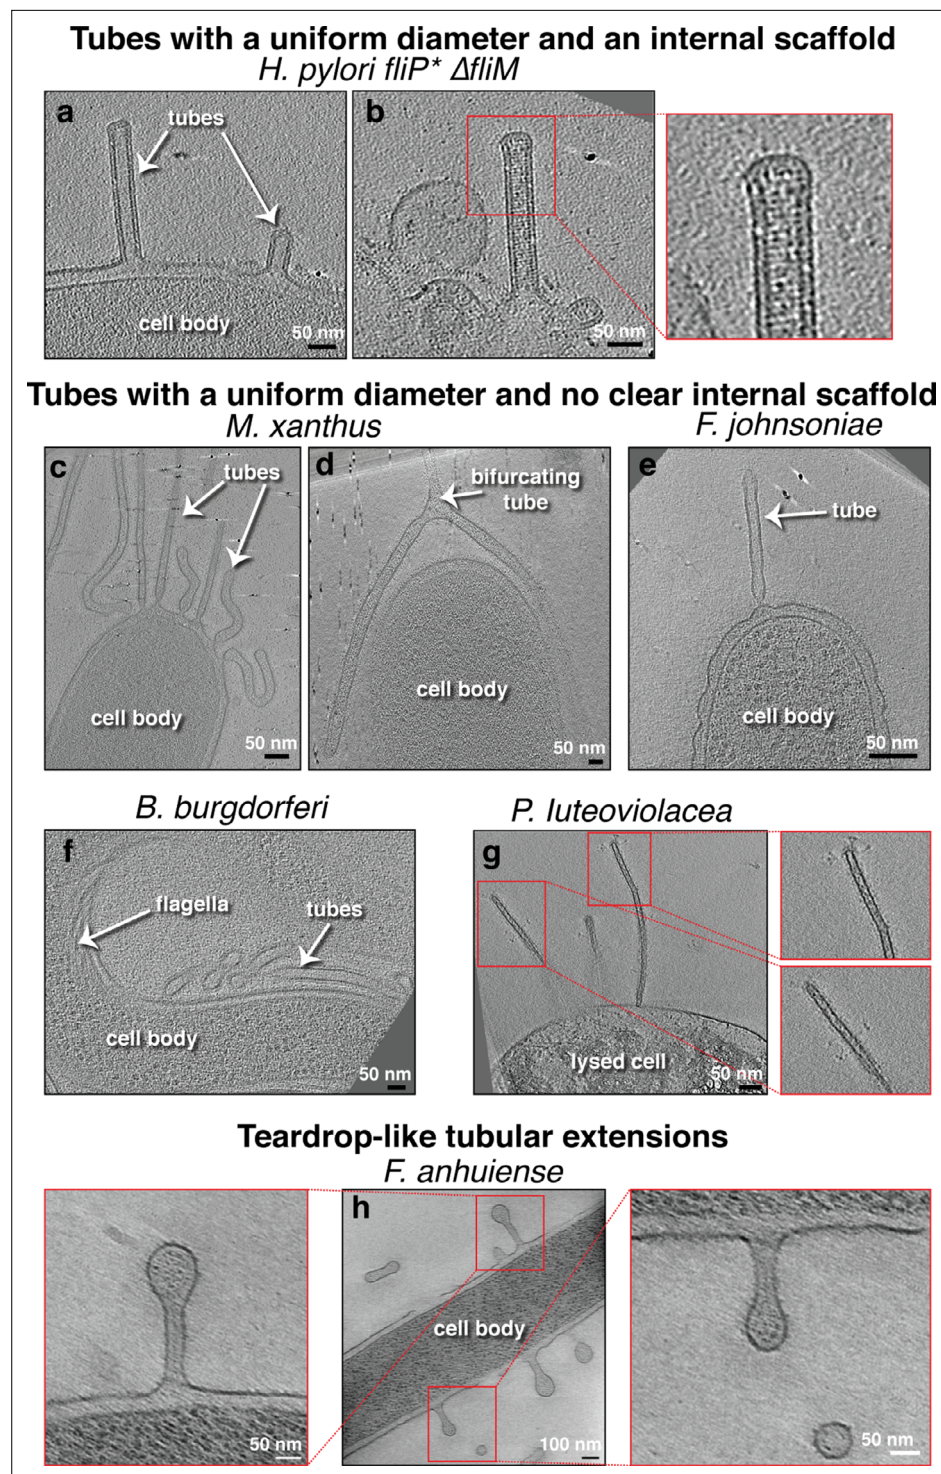 Tubes with a uniform diameter and an internal scaffold
H. pylori fliP* ΔfliM
a
tubes
cell body
50 nm
b
50 nm
Tubes with a uniform diameter and no clear internal scaffold
M. xanthus
F. johnsoniae
c
tubes
cell body
50 nm
d
bifurcating
tube
cell body
50 nm
e
tube
cell body
50 nm
B. burgdorferi
P. luteoviolacea
f
flagella
tubes
cell body
50 nm
g
lysed cell
50 nm
Teardrop-like tubular extensions
F. anhuiense
50 nm
h
cell body
100 nm
50 nm